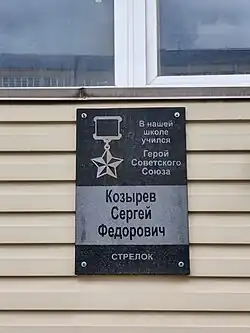 В нашей
школе
учился
Герой
Советского
Союза
Козырев
Сергей
Федорович
СТРЕЛОК